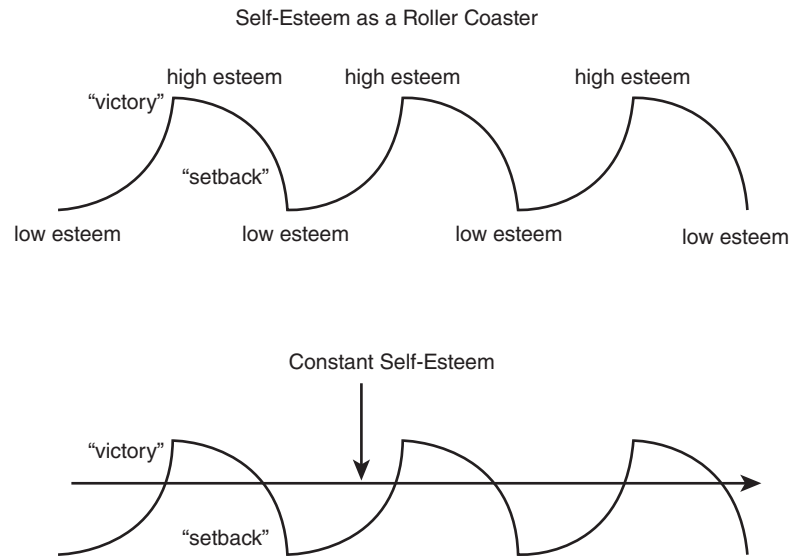 Self-Esteem as a Roller Coaster
high esteem high esteem high esteem
“victory”
“setback”
low esteem low esteem low esteem low esteem
Constant Self-Esteem
“victory”
“setback”